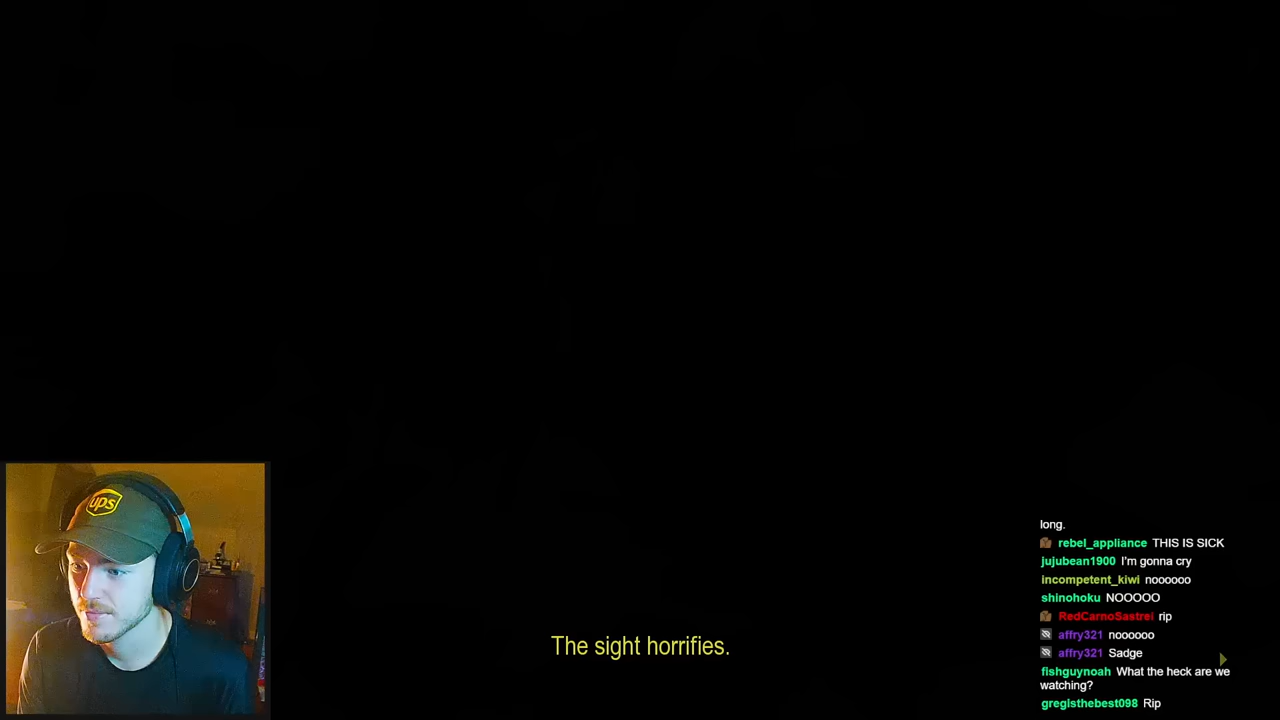 long.
rebel_appliance THIS IS SICK
jujubean1900 I'm gonna cry
incompetent_kiwi noooooo
shinohoku NOOOOO
RedCarnoSastrei rip
affry321 noooooo
affry321 Sadge
fishguynoah What the heck are we
watching?
gregisthebest098 Rip
ups
The sight horrifies.